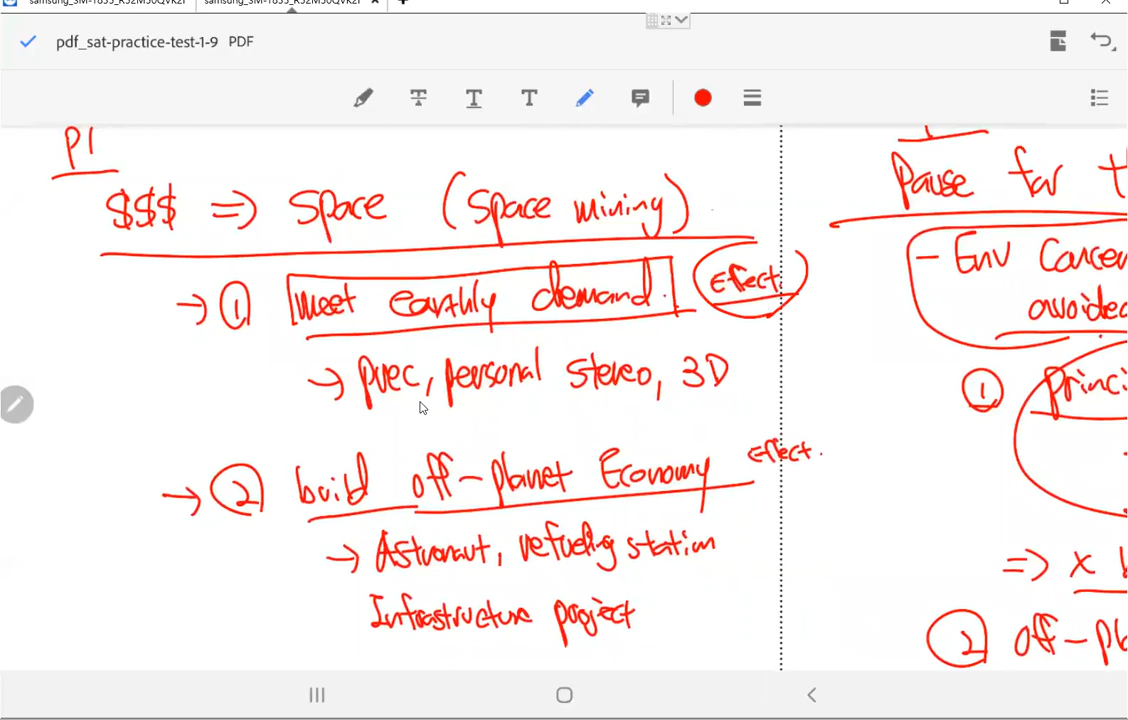 pdf_sat-practice-test-1-9 PDF
P1
$$$ => Space (Space mining)
→ ① meet earthly demand. Effect.
→ prec, personal stereo, 3D
→ ② build off-planet Economy Effect.
→ Astronaut, refueling station
Infrastructure project
Pause for
- Env Concer
avoided
①
=> x
② off-pl